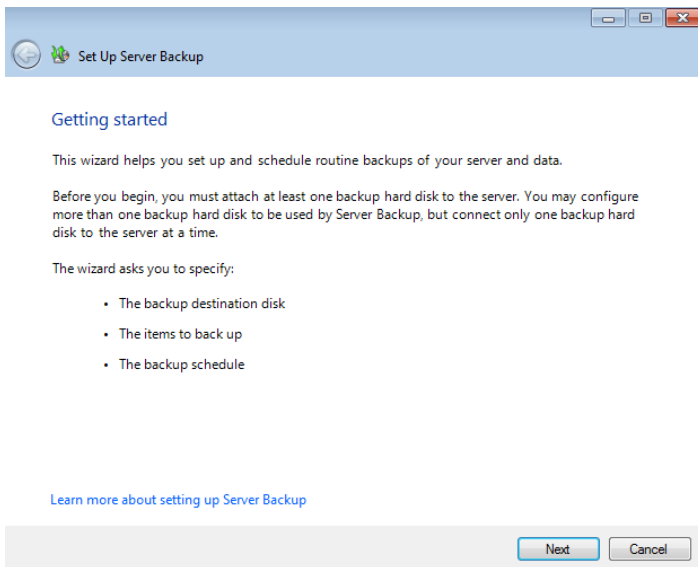 Set Up Server Backup
Getting started
This wizard helps you set up and schedule routine backups of your server and data.
Before you begin, you must attach at least one backup hard disk to the server. You may configure
more than one backup hard disk to be used by Server Backup, but connect only one backup hard
disk to the server at a time.
The wizard asks you to specify:
• The backup destination disk
• The items to back up
• The backup schedule
Learn more about setting up Server Backup
Next Cancel